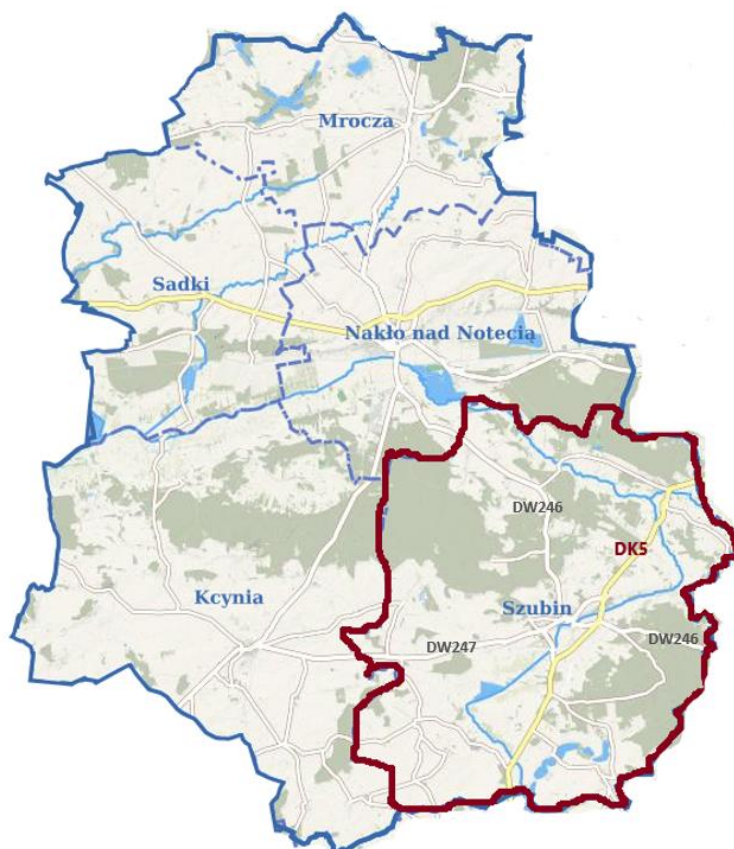 Mrocza
Sadki
Nakło nad Notecią
DW246
DK5
Kcynia
Szubin
DW247
DW246